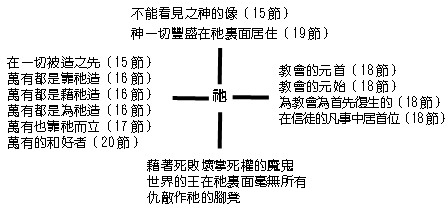 不能看見之神的像（15節）
神一切豐盛在祂裏面居住（19節）
在一切被造之先（15節）
萬有都是靠祂造（16節）
萬有都是藉祂造（16節）
萬有都是為祂造（16節）
萬有也靠祂而立（17節）
萬有的和好者（20節）
祂
教會的元首（18節）
教會的元始（18節）
為教會為首先復生的（18節）
在信徒的凡事中居首位（18節）
藉著死敗壞掌死權的魔鬼
世界的王在祂裏面毫無所有
仇敵作祂的腳凳